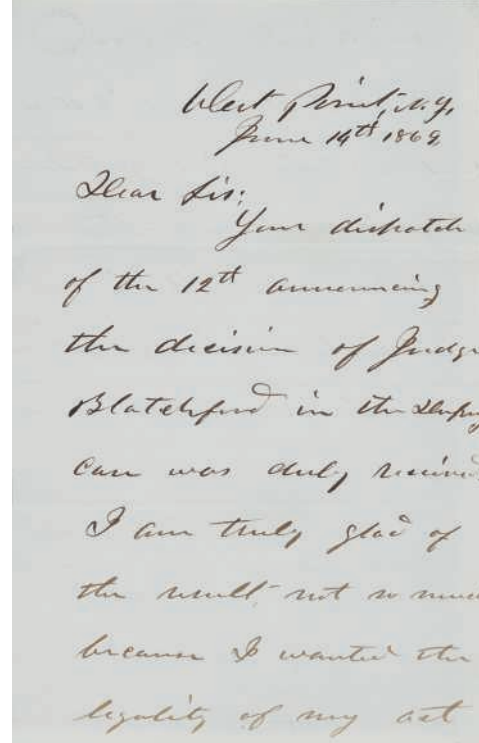 West Point, N.Y.
June 14th 1869
Dear Sir:
Your dispatch
of the 12th announcing
the decision of Judge
Blatchford in the Dupuy
case was duly received
I am truly glad of
the result not so much
because I wanted the
legality of my act